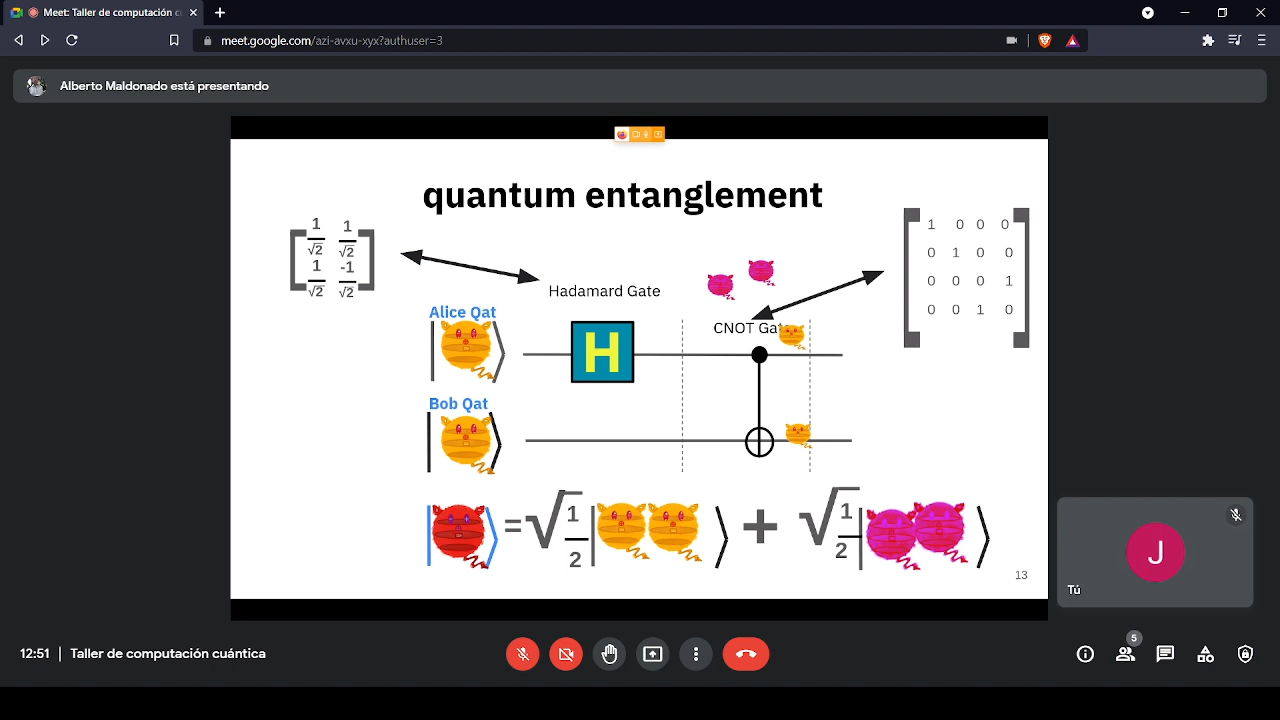 Meet: Taller de computación c
meet.google.com/azi-avxu-xyx?authuser=3
Alberto Maldonado está presentando
quantum entanglement
1/√2 1/√2
1/√2 -1/√2
1 0 0 0
0 1 0 0
0 0 0 1
0 0 1 0
Hadamard Gate
CNOT Gat
Alice Qat
H
Bob Qat
| ⟩ = √1/2 | ⟩ + √1/2 | ⟩
13
J
Tú
12:51 | Taller de computación cuántica
5